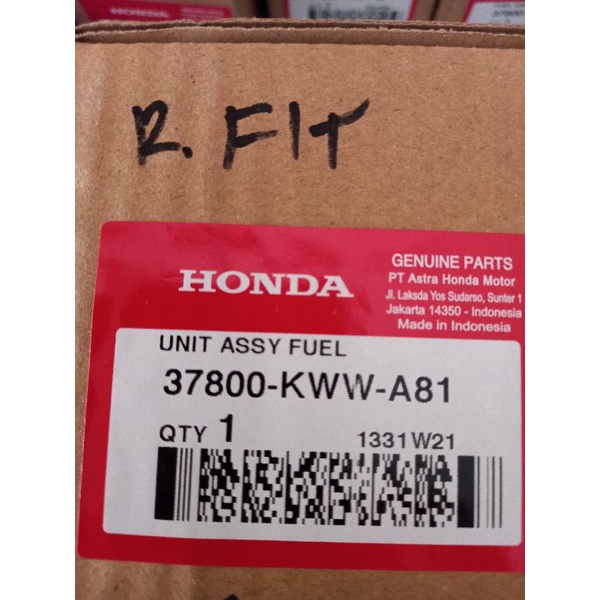 R. FIT
HONDA
GENUINE PARTS
PT Astra Honda Motor
Jl. Laksda Yos Sudarso, Sunter 1
Jakarta 14350 - Indonesia
Made in Indonesia
UNIT ASSY FUEL
37800-KWW-A81
QTY 1
1331W21